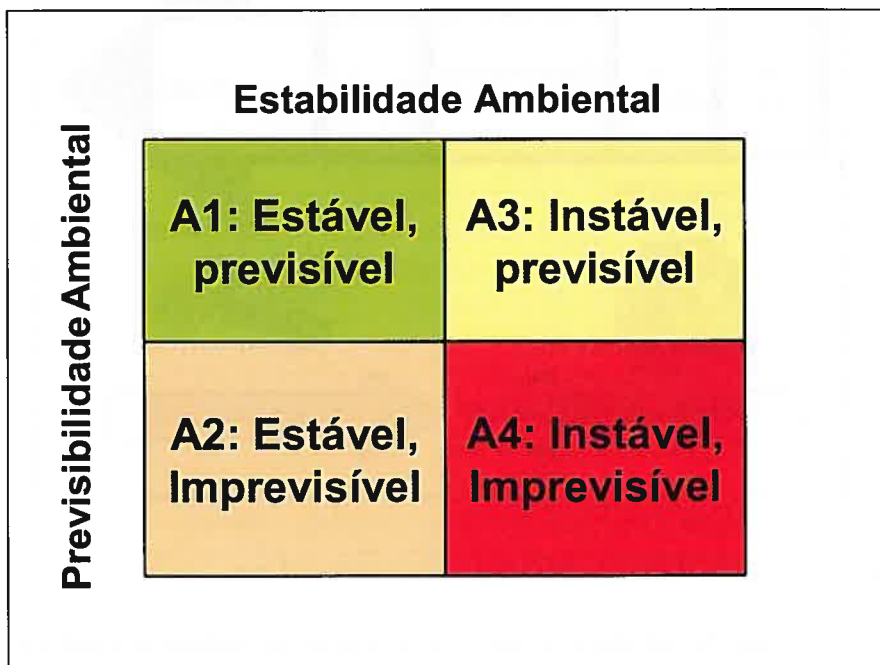 Estabilidade Ambiental
Previsibilidade Ambiental
A1: Estável,
previsível
A3: Instável,
previsível
A2: Estável,
Imprevisível
A4: Instável,
Imprevisível